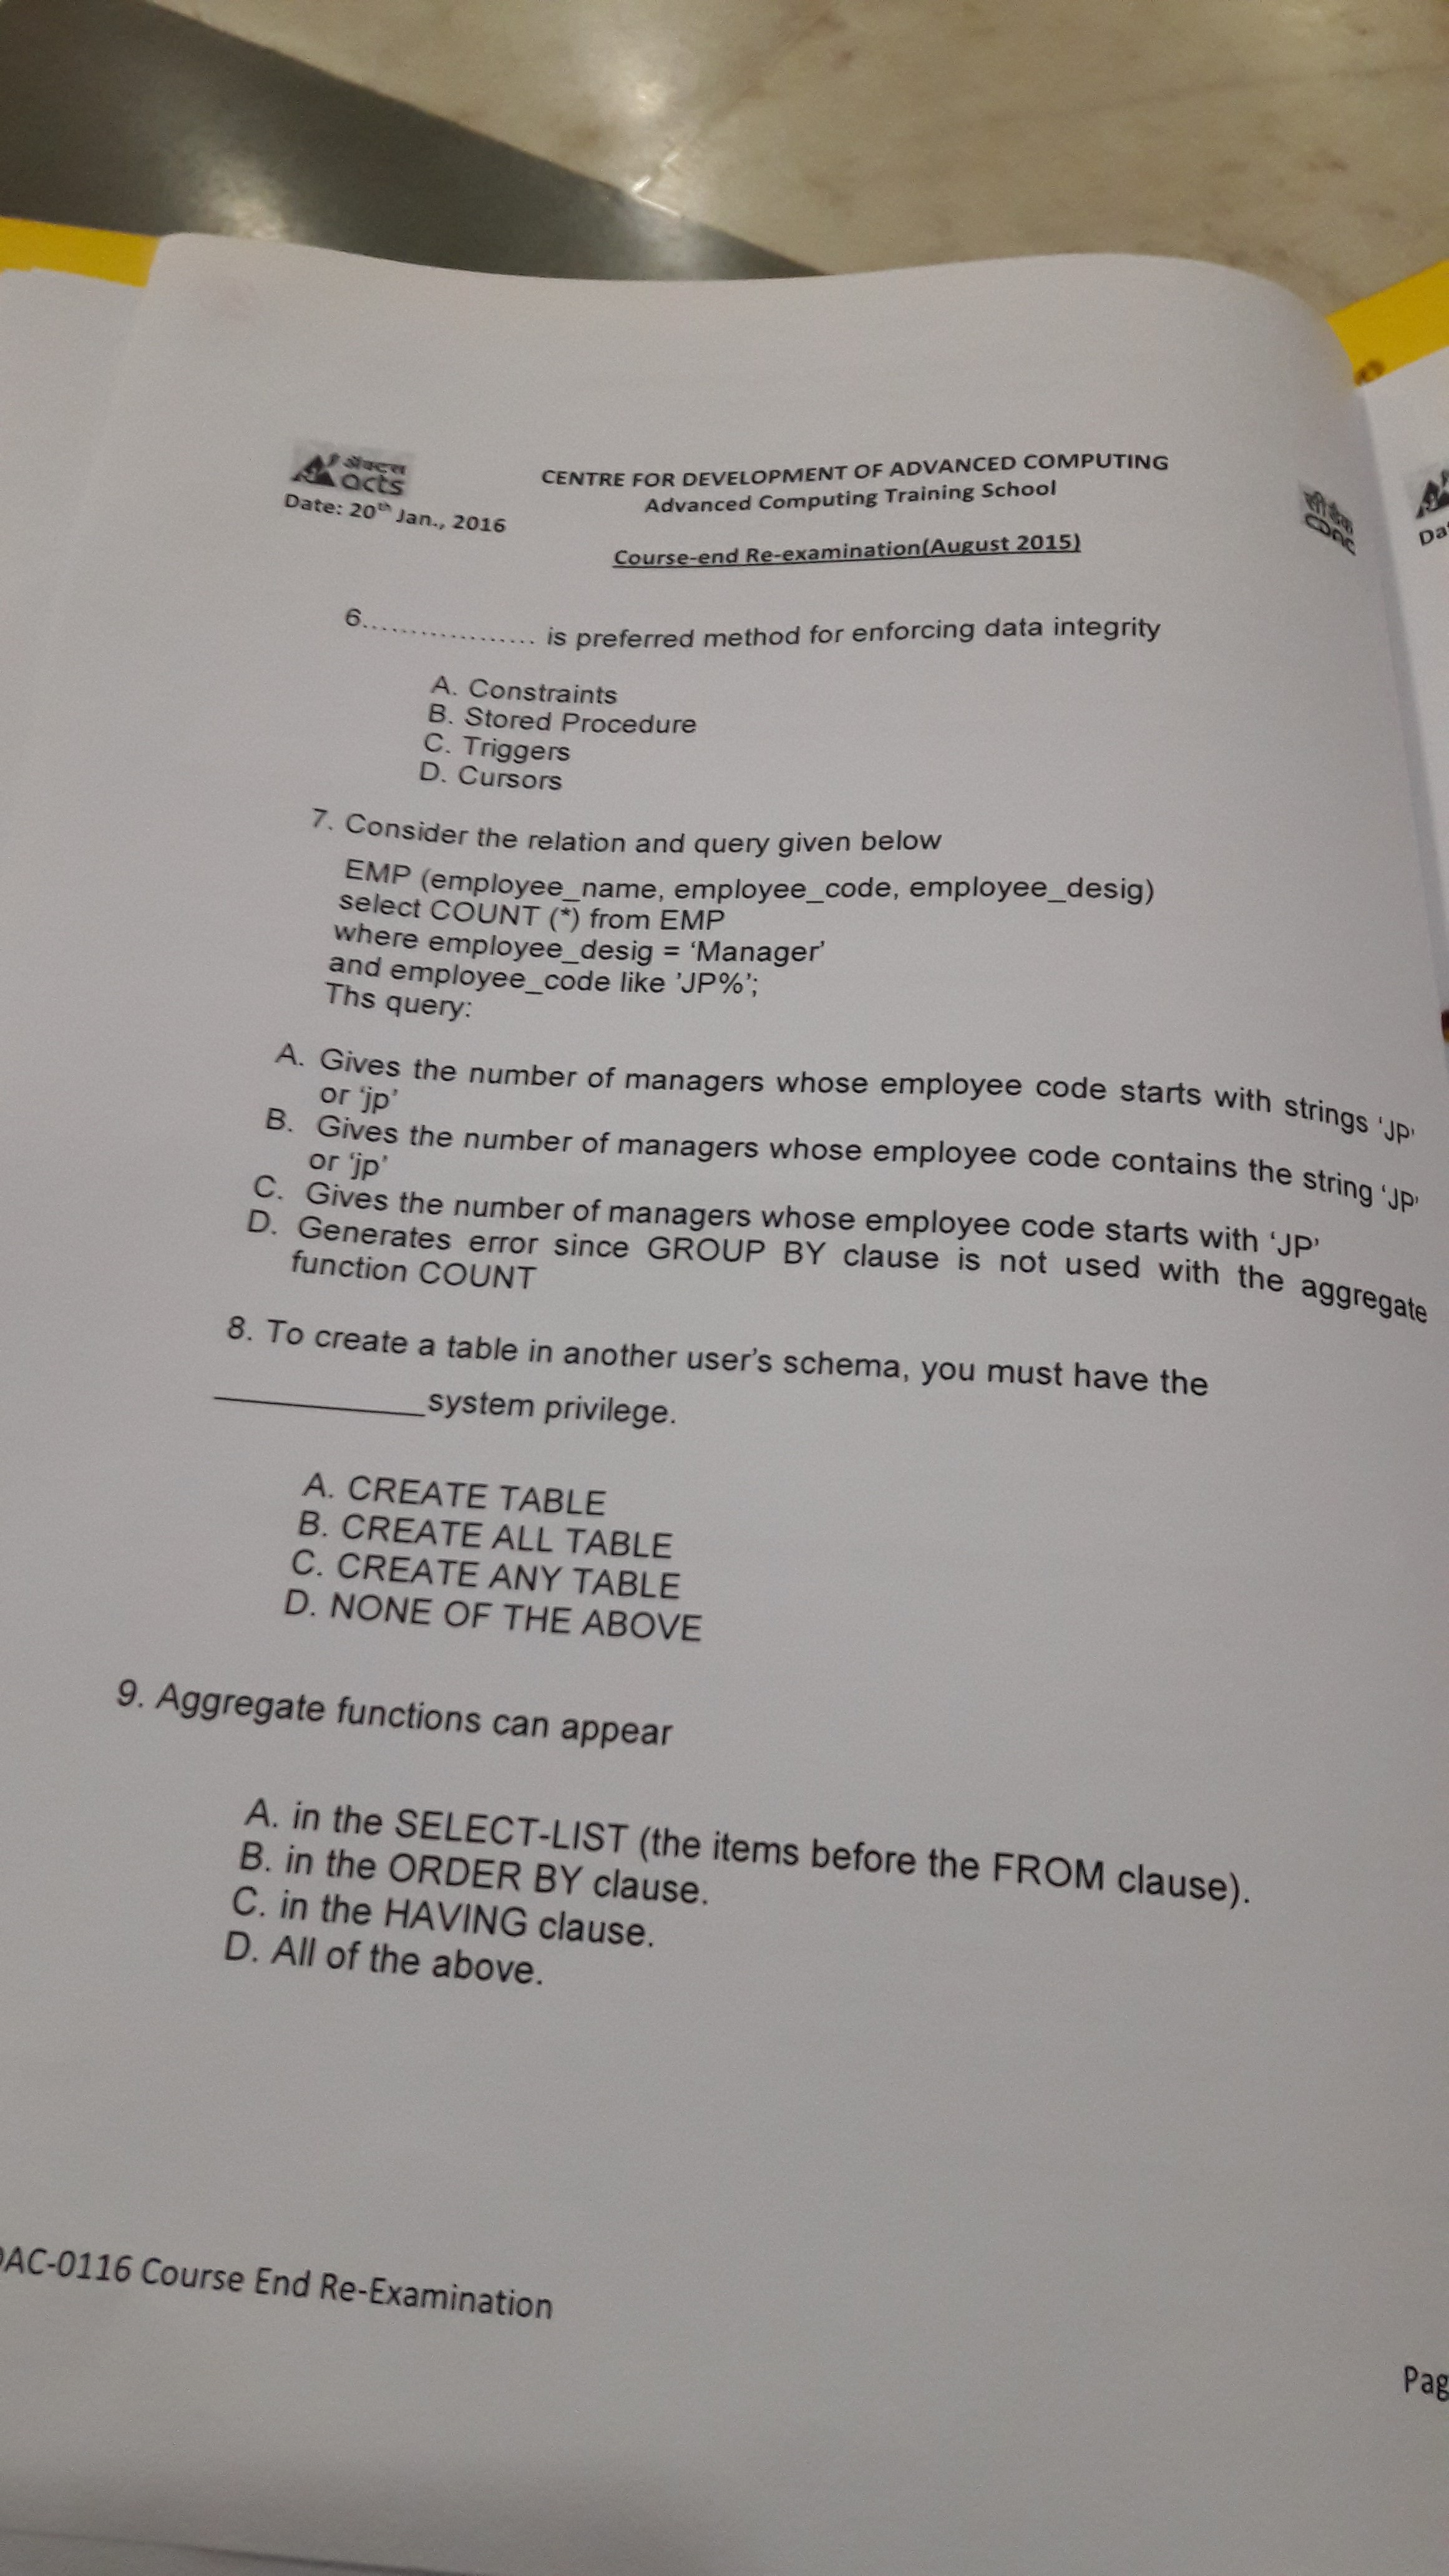 ॲक्ट्स
acts
Date: 20th Jan., 2016
CENTRE FOR DEVELOPMENT OF ADVANCED COMPUTING
Advanced Computing Training School
Course-end Re-examination(August 2015)
सी डैक
CDAC
Da
6.................. is preferred method for enforcing data integrity
A. Constraints
B. Stored Procedure
C. Triggers
D. Cursors
7. Consider the relation and query given below
EMP (employee_name, employee_code, employee_desig)
select COUNT (*) from EMP
where employee_desig = ‘Manager’
and employee_code like ’JP%’;
Ths query:
A. Gives the number of managers whose employee code starts with strings ‘JP’
or ‘jp’
B. Gives the number of managers whose employee code contains the string ‘JP’
or ‘jp’
C. Gives the number of managers whose employee code starts with ‘JP’
D. Generates error since GROUP BY clause is not used with the aggregate
function COUNT
8. To create a table in another user’s schema, you must have the
____________system privilege.
A. CREATE TABLE
B. CREATE ALL TABLE
C. CREATE ANY TABLE
D. NONE OF THE ABOVE
9. Aggregate functions can appear
A. in the SELECT-LIST (the items before the FROM clause).
B. in the ORDER BY clause.
C. in the HAVING clause.
D. All of the above.
DAC-0116 Course End Re-Examination
Pag